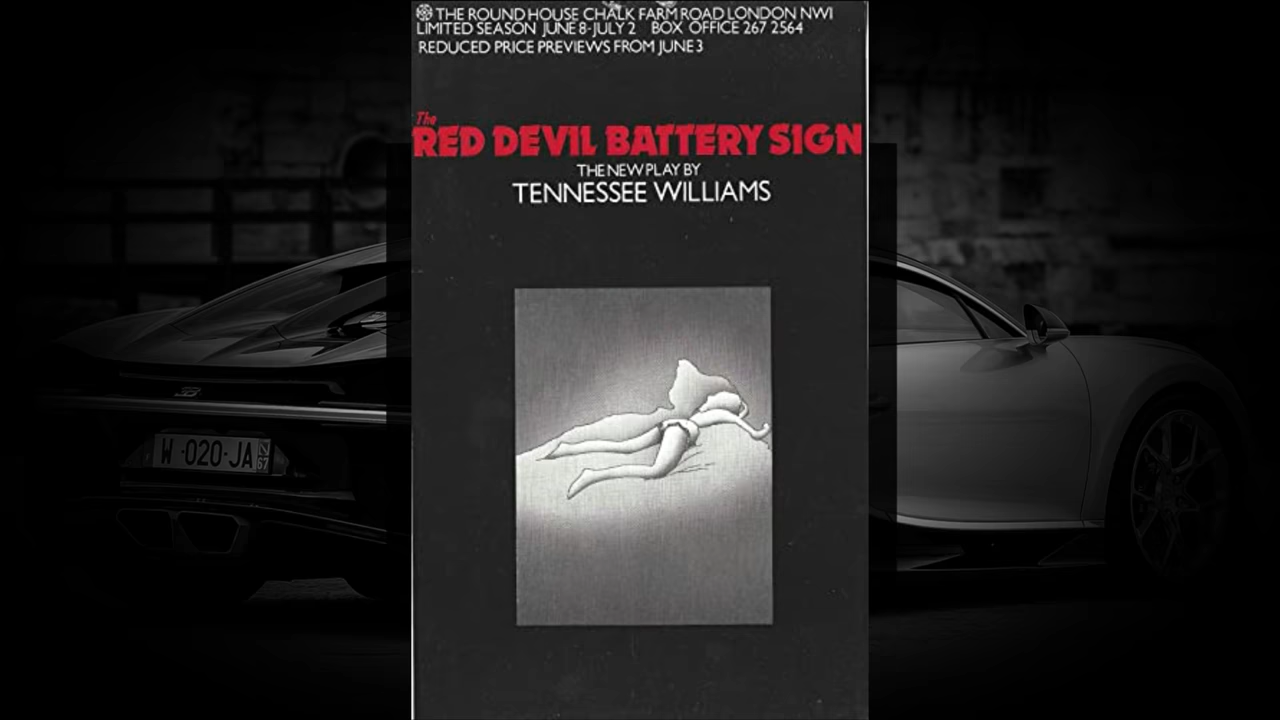 THE ROUND HOUSE CHALK FARM ROAD LONDON NW1
LIMITED SEASON JUNE 8-JULY 2 BOX OFFICE 267 2564
REDUCED PRICE PREVIEWS FROM JUNE 3
The
RED DEVIL BATTERY SIGN
THE NEW PLAY BY
TENNESSEE WILLIAMS
W-020-JA